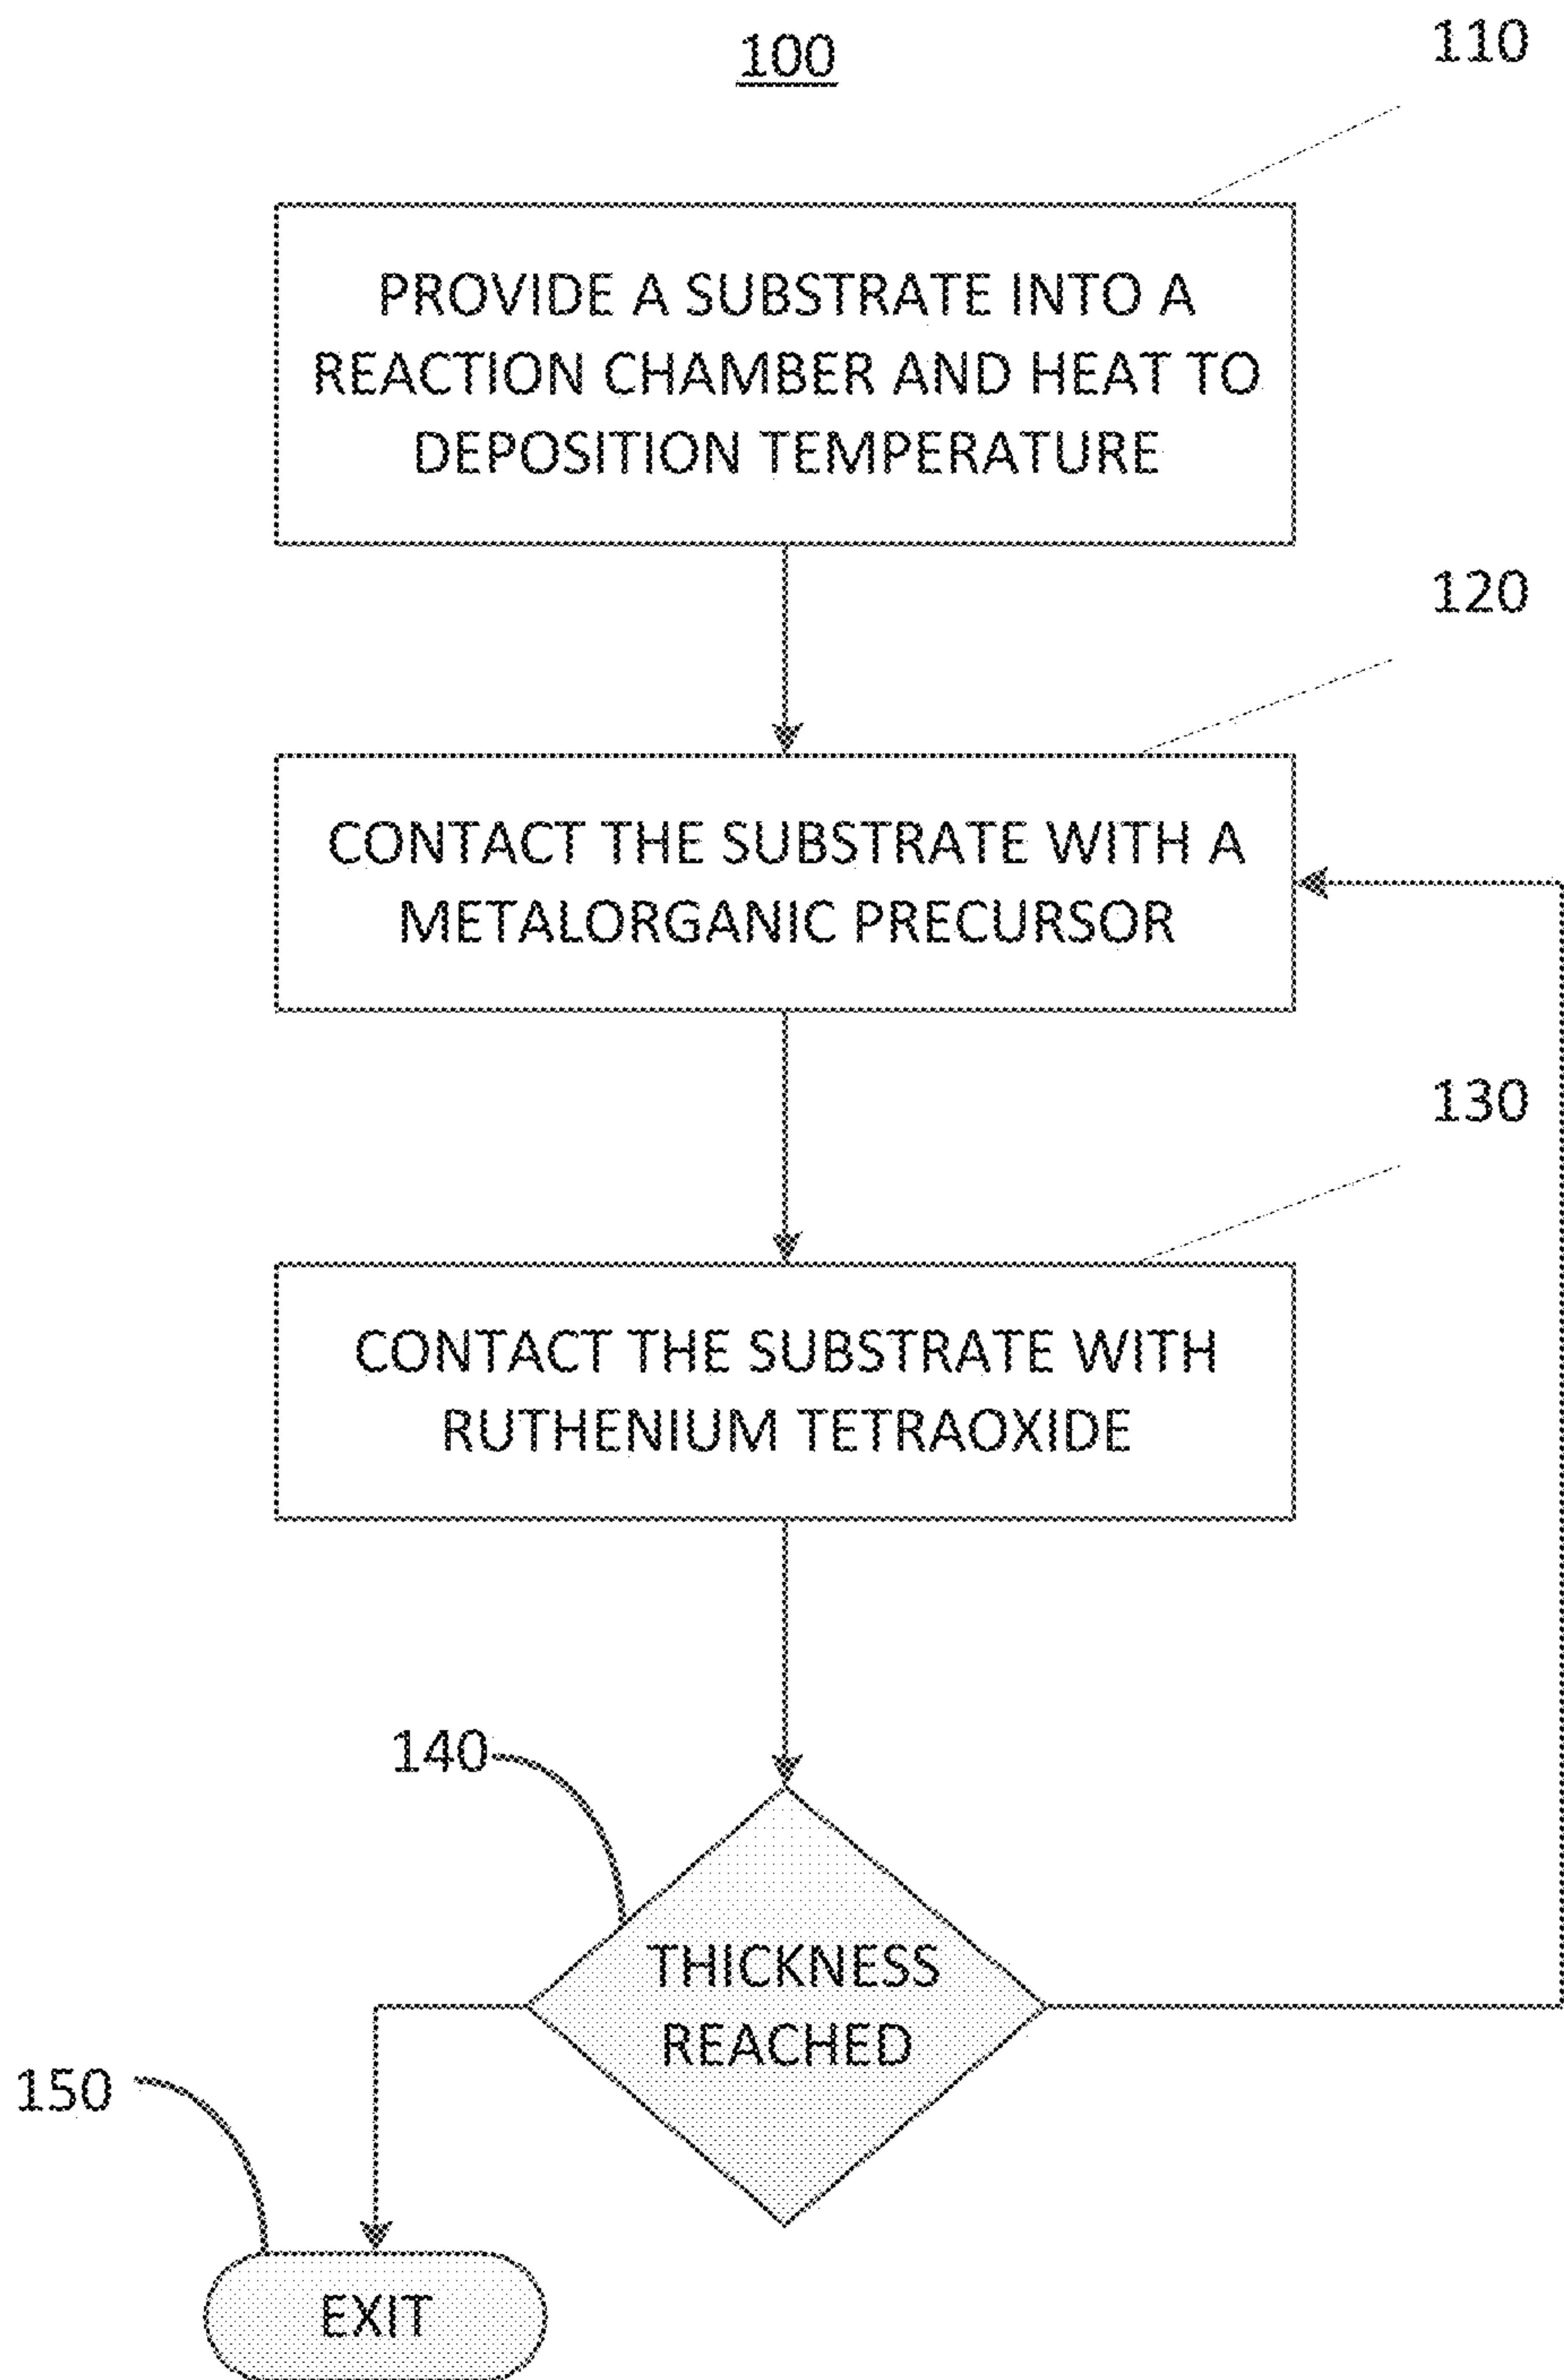 100
110
PROVIDE A SUBSTRATE INTO A
REACTION CHAMBER AND HEAT TO
DEPOSITION TEMPERATURE
120
CONTACT THE SUBSTRATE WITH A
METALORGANIC PRECURSOR
130
CONTACT THE SUBSTRATE WITH
RUTHENIUM TETRAOXIDE
140
THICKNESS
REACHED
150
EXIT